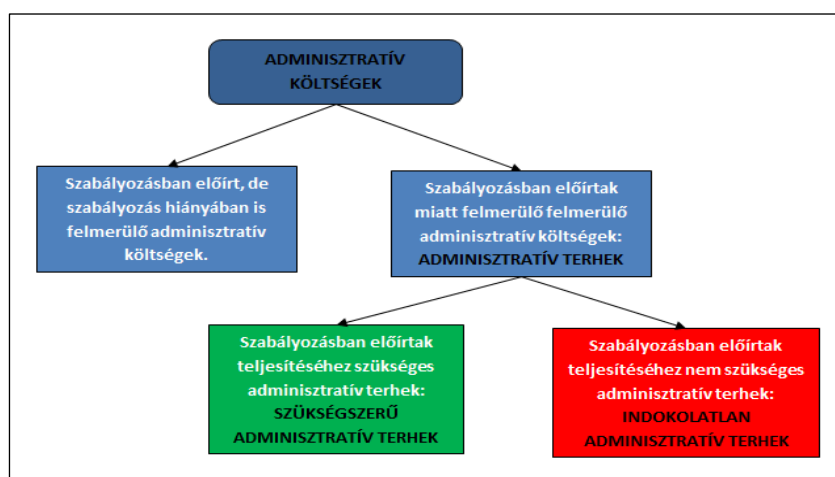 ADMINISZTRATÍV
KÖLTSÉGEK
Szabályozásban előírt, de
szabályozás hiányában is
felmerülő adminisztratív
költségek.
Szabályozásban előírtak
miatt felmerülő felmerülő
adminisztratív költségek:
ADMINISZTRATÍV TERHEK
Szabályozásban előírtak
teljesítéséhez szükséges
adminisztratív terhek:
SZÜKSÉGSZERŰ
ADMINISZTRATÍV TERHEK
Szabályozásban előírtak
teljesítéséhez nem szükséges
adminisztratív terhek:
INDOKOLATLAN
ADMINISZTRATÍV TERHEK